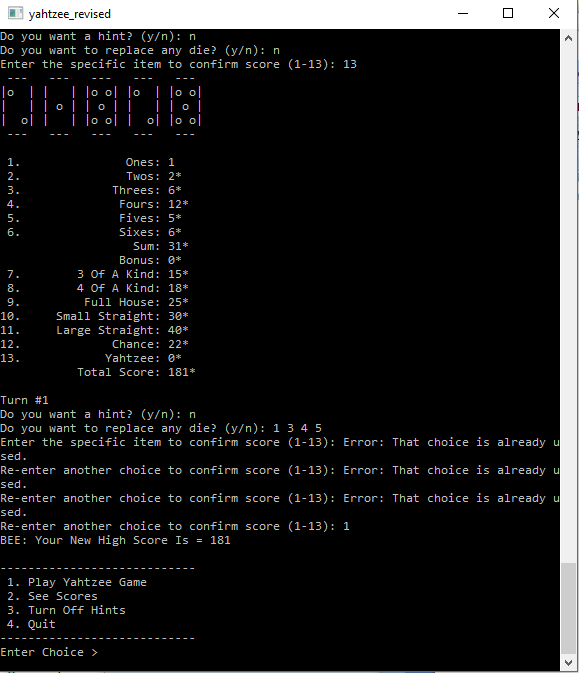 yahtzee_revised
Do you want a hint? (y/n): n
Do you want to replace any die? (y/n): n
Enter the specific item to confirm score (1-13): 13
 ---   ---   ---   ---   ---
|o  | |   | |o o| |o  | |o o|
|   | | o | | o | |   | | o |
|  o| |   | |o o| |  o| |o o|
 ---   ---   ---   ---   ---
 1.               Ones: 1
 2.               Twos: 2*
 3.             Threes: 6*
 4.              Fours: 12*
 5.              Fives: 5*
 6.              Sixes: 6*
                   Sum: 31*
                 Bonus: 0*
 7.        3 Of A Kind: 15*
 8.        4 Of A Kind: 18*
 9.         Full House: 25*
10.     Small Straight: 30*
11.     Large Straight: 40*
12.             Chance: 22*
13.            Yahtzee: 0*
           Total Score: 181*
Turn #1
Do you want a hint? (y/n): n
Do you want to replace any die? (y/n): 1 3 4 5
Enter the specific item to confirm score (1-13): Error: That choice is already u
sed.
Re-enter another choice to confirm score (1-13): Error: That choice is already u
sed.
Re-enter another choice to confirm score (1-13): Error: That choice is already u
sed.
Re-enter another choice to confirm score (1-13): 1
BEE: Your New High Score Is = 181
----------------------------
 1. Play Yahtzee Game
 2. See Scores
 3. Turn Off Hints
 4. Quit
----------------------------
Enter Choice >